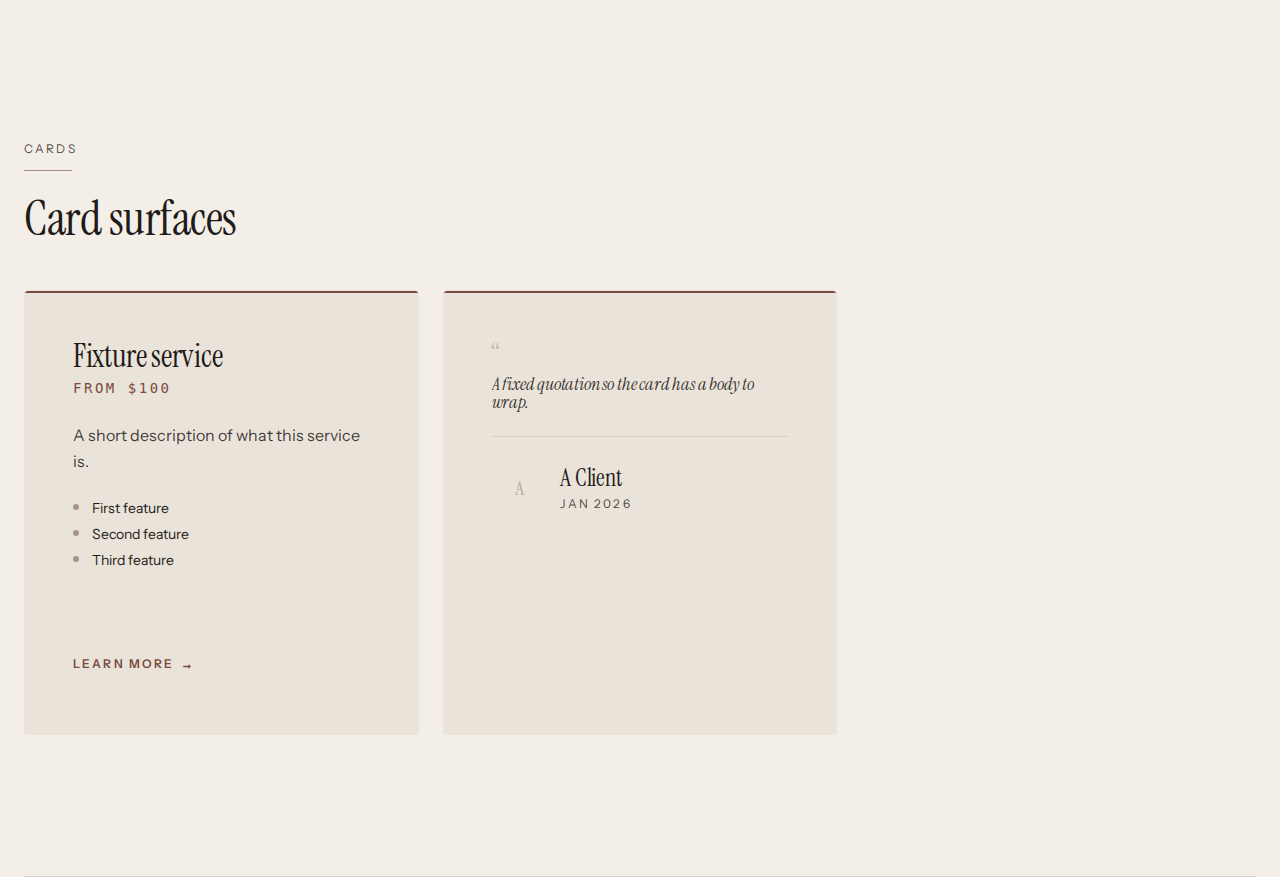 CARDS
Card surfaces
Fixture service
FROM $100
A short description of what this service
is.
First feature
Second feature
Third feature
LEARN MORE →
“
A fixed quotation so the card has a body to
wrap.
A
A Client
JAN 2026